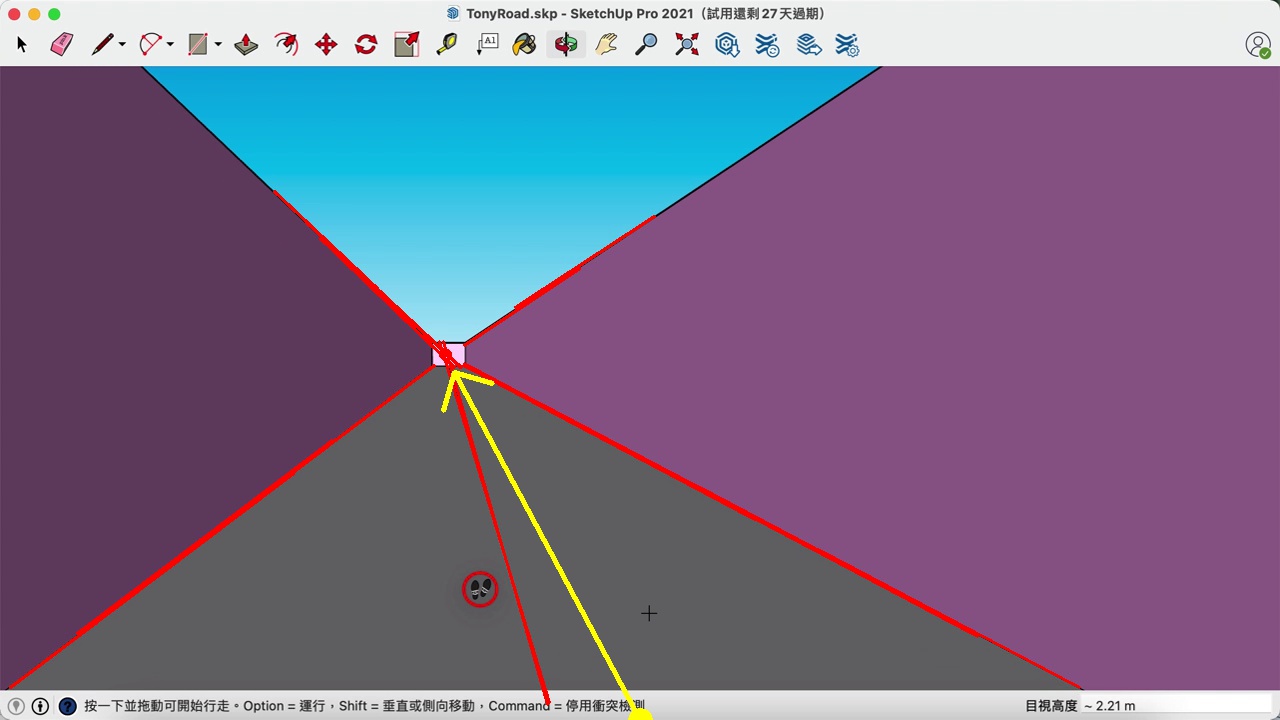 TonyRoad.skp - SketchUp Pro 2021（試用還剩 27 天過期）
A1
按一下並拖動可開始行走。Option = 運行，Shift = 垂直或側向移動，Command = 停用衝突檢測
目視高度 ~ 2.21 m